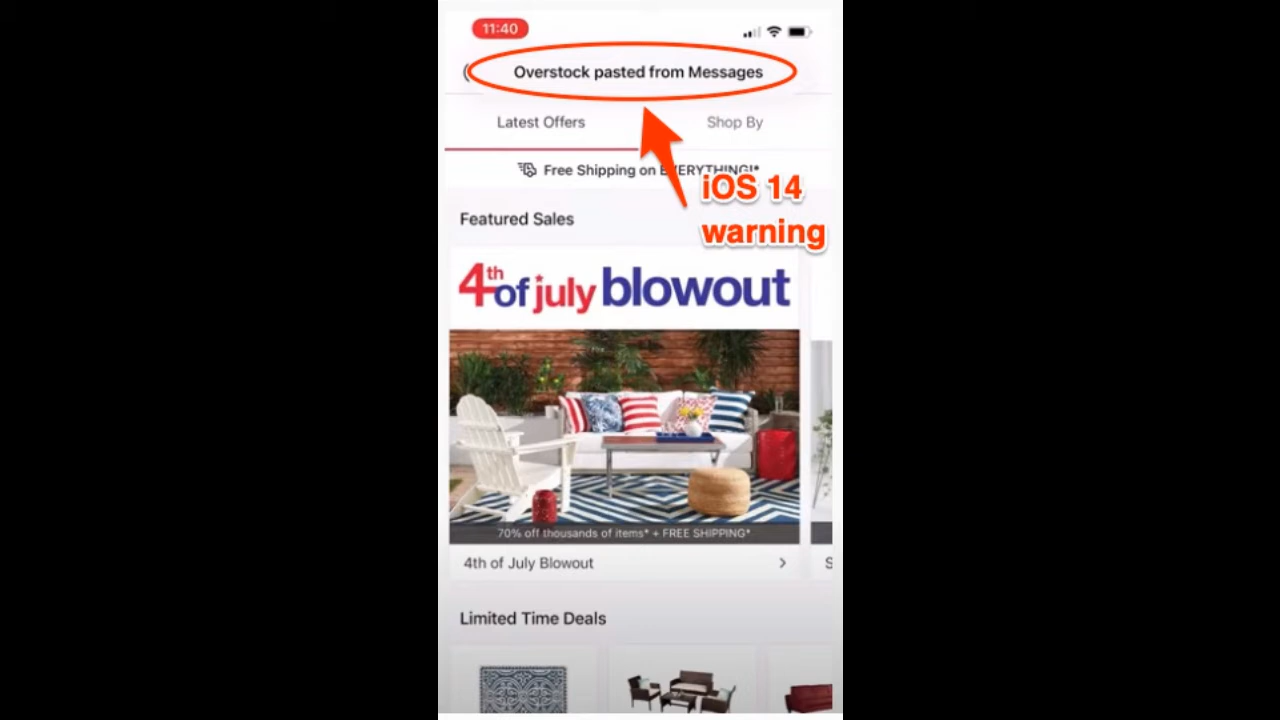 11:40
Overstock pasted from Messages
Latest Offers
Shop By
Free Shipping on EVERYTHING!*
iOS 14
warning
Featured Sales
4th of july blowout
70% off thousands of items* + FREE SHIPPING*
4th of July Blowout
S
Limited Time Deals